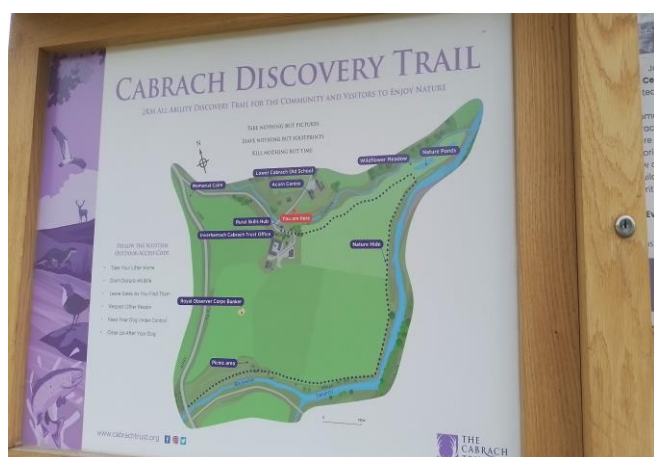 CABRACH DISCOVERY TRAIL
2KM ALL ABILITY DISCOVERY TRAIL FOR THE COMMUNITY AND VISITORS TO ENJOY NATURE
TAKE NOTHING BUT PICTURES
LEAVE NOTHING BUT FOOTPRINTS
KILL NOTHING BUT TIME
N
Lower Cabrach Old School
Wildflower Meadow
Nature Ponds
Memorial Cairn
Acorn Centre
Rural Skills Hub
You are here
Inverharroch Cabrach Trust Office
Nature Hide
FOLLOW THE SCOTTISH
OUTDOOR ACCESS CODE
Take Your Litter Home
Don't Disturb Wildlife
Leave Gates As You Find Them
Respect Other People
Keep Your Dog Under Control
Clean Up After Your Dog
Royal Observer Corps Bunker
Picnic area
www.cabrachtrust.org
THE
CABRACH